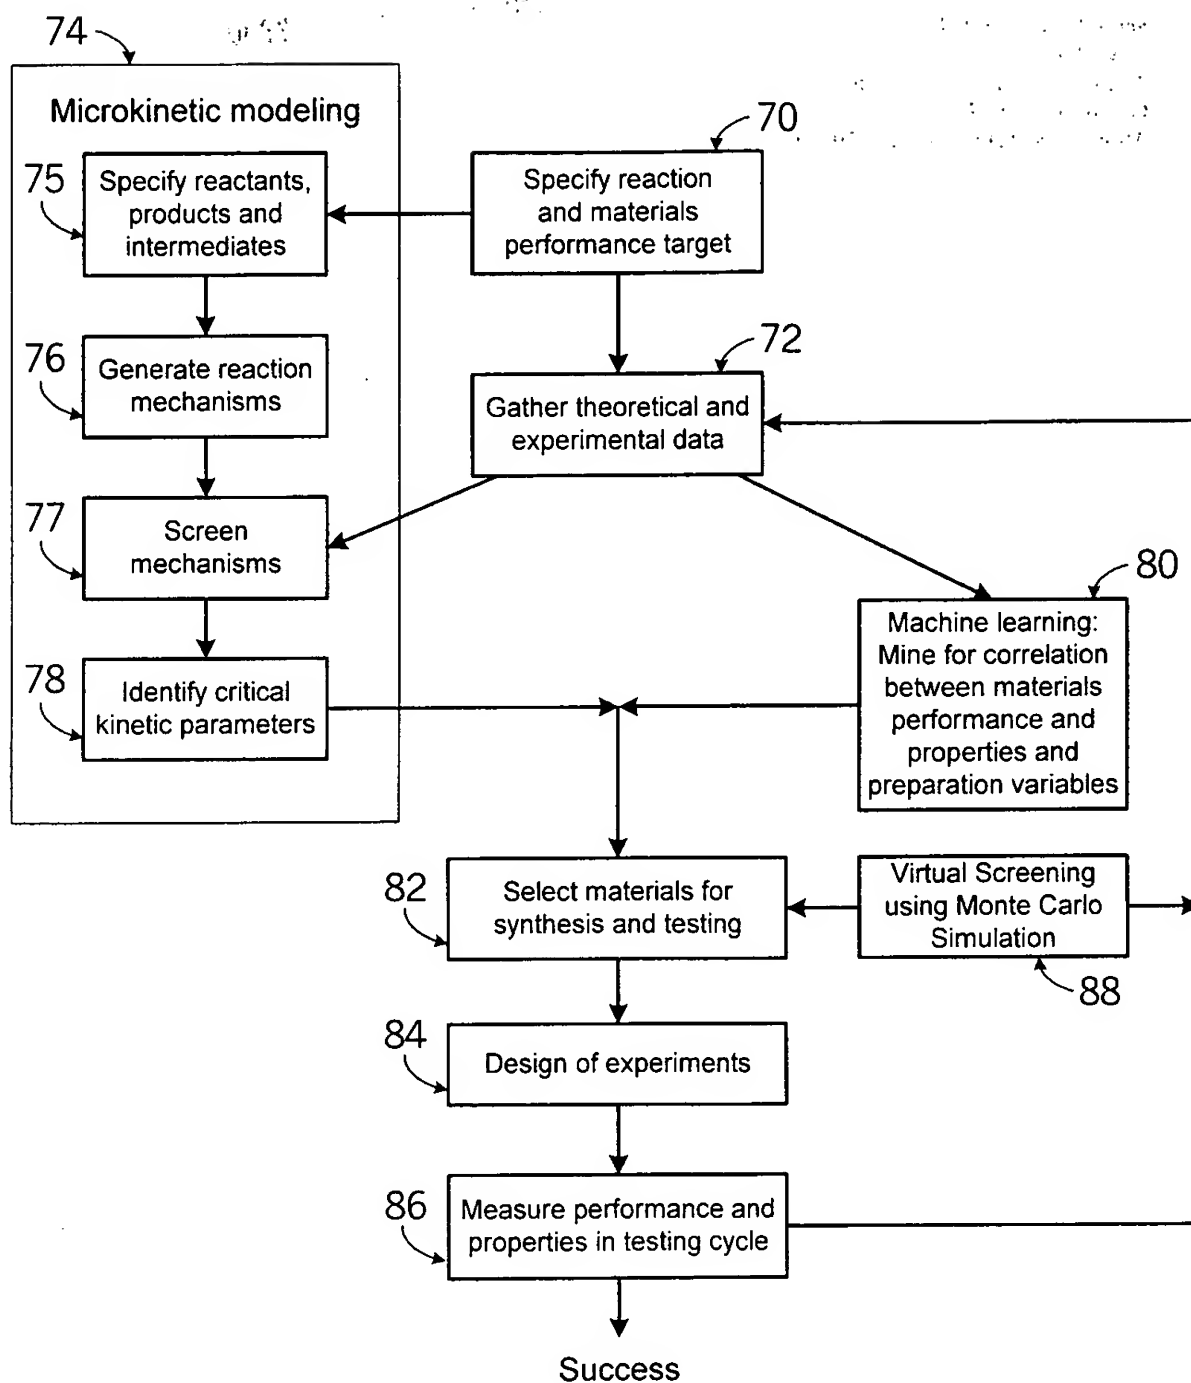 74
Microkinetic modeling
70
75
Specify reactants,
products and
intermediates
Specify reaction
and materials
performance target
76
Generate reaction
mechanisms
72
Gather theoretical and
experimental data
77
Screen
mechanisms
80
Machine learning:
Mine for correlation
between materials
performance and
properties and
preparation variables
78
Identify critical
kinetic parameters
82
Select materials for
synthesis and testing
Virtual Screening
using Monte Carlo
Simulation
88
84
Design of experiments
86
Measure performance and
properties in testing cycle
Success